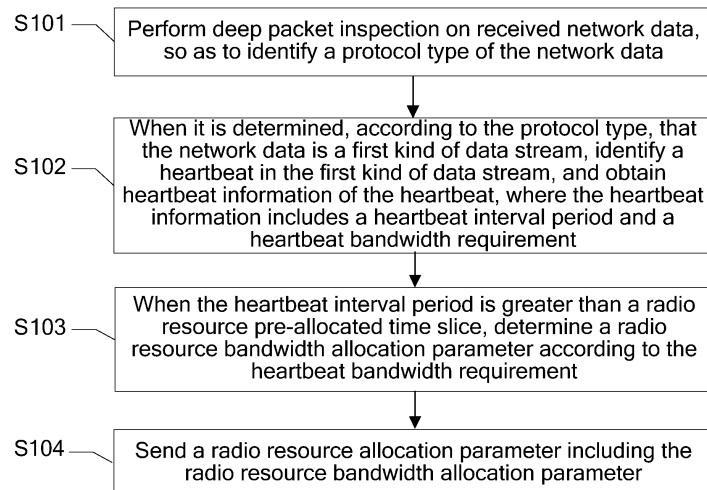 S101
Perform deep packet inspection on received network data,
so as to identify a protocol type of the network data
S102
When it is determined, according to the protocol type, that
the network data is a first kind of data stream, identify a
heartbeat in the first kind of data stream, and obtain
heartbeat information of the heartbeat, where the heartbeat
information includes a heartbeat interval period and a
heartbeat bandwidth requirement
S103
When the heartbeat interval period is greater than a radio
resource pre-allocated time slice, determine a radio
resource bandwidth allocation parameter according to the
heartbeat bandwidth requirement
S104
Send a radio resource allocation parameter including the
radio resource bandwidth allocation parameter